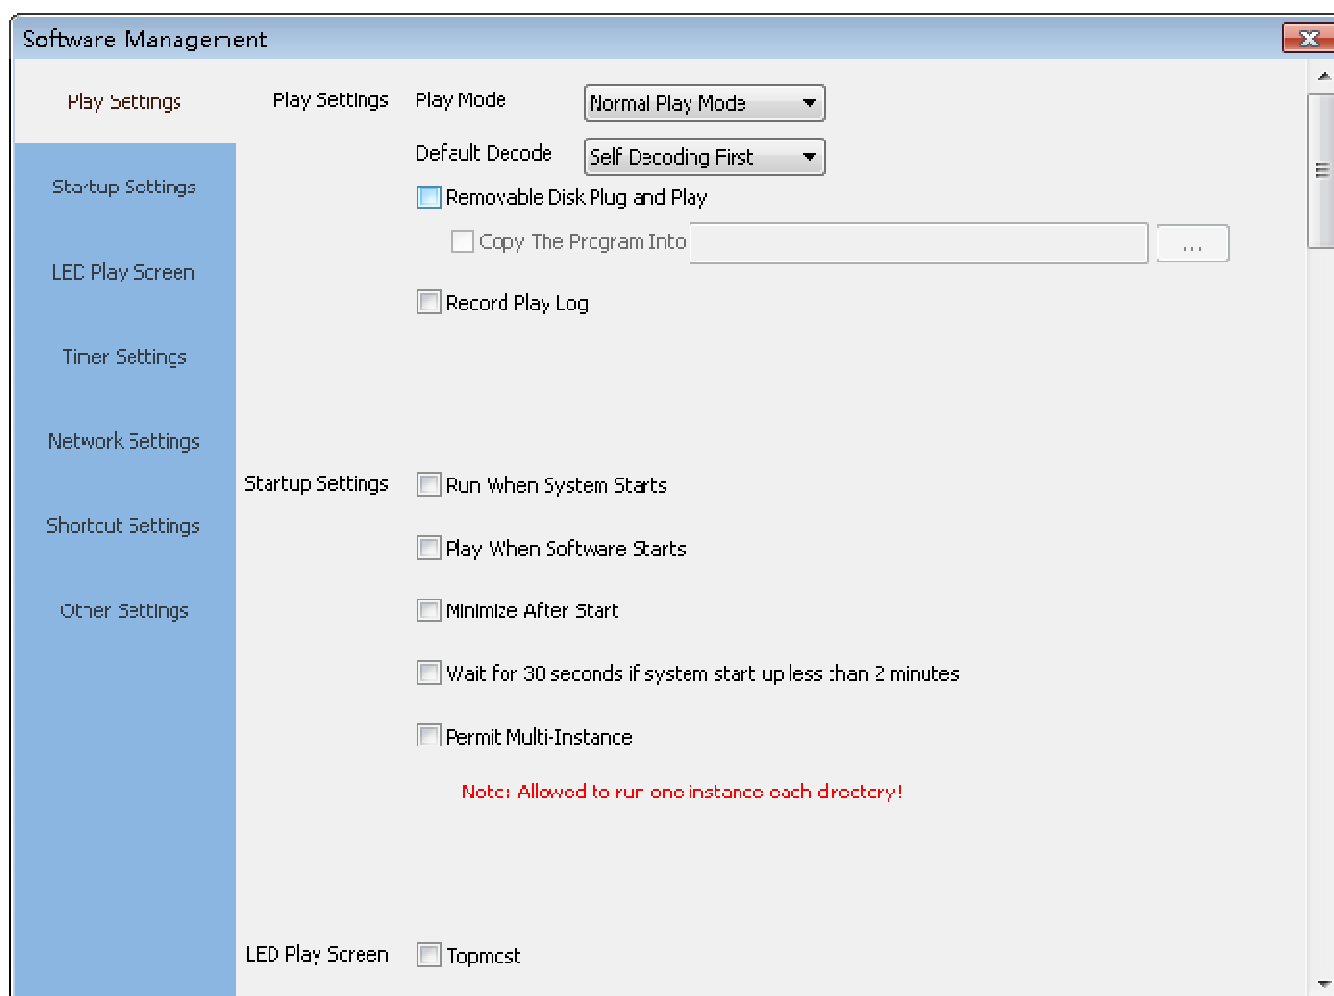 Software Management
Play Settings
Startup Settings
LED Play Screen
Timer Settings
Network Settings
Shortcut Settings
Other Settings
Play Settings
Play Mode
Normal Play Mode
Default Decode
Self Decoding First
Removable Disk Plug and Play
Copy The Program Into
...
Record Play Log
Startup Settings
Run When System Starts
Play When Software Starts
Minimize After Start
Wait for 30 seconds if system start up less than 2 minutes
Permit Multi-Instance
Note: Allowed to run one instance each directory!
LED Play Screen
Topmost